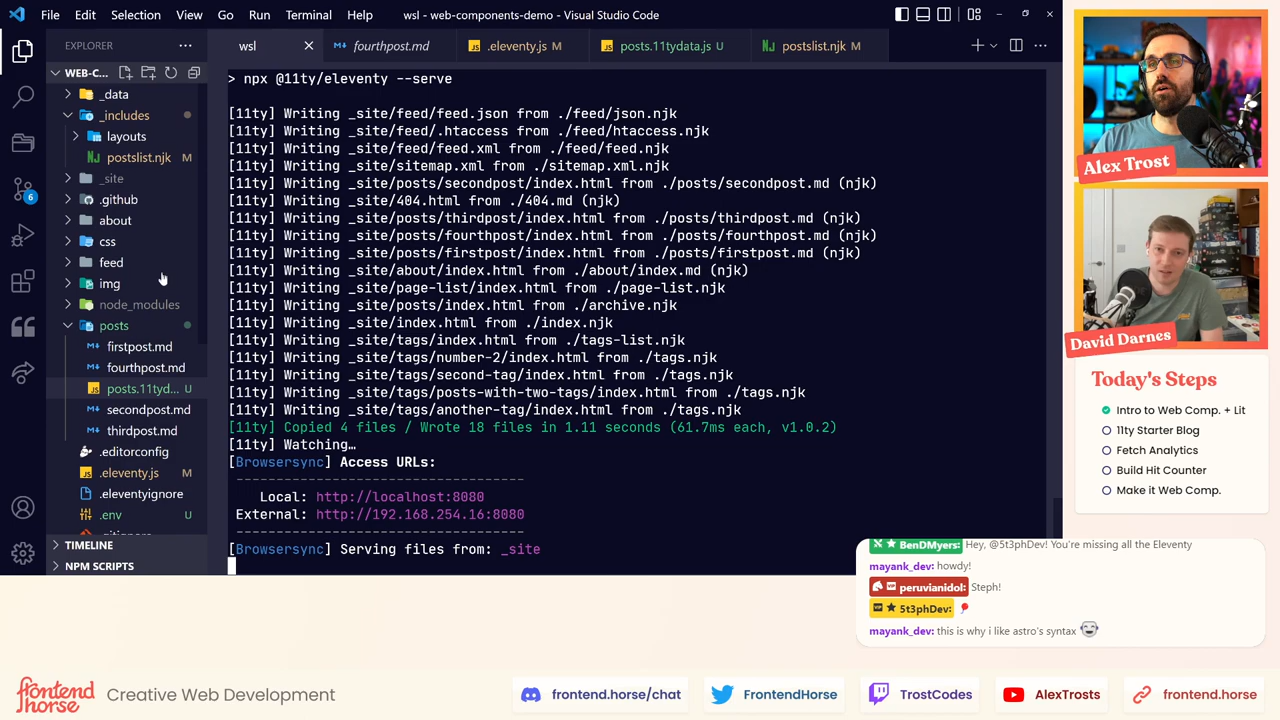 File Edit Selection View Go Run Terminal Help
wsl - web-components-demo - Visual Studio Code
EXPLORER
WEB-C...
_data
_includes
layouts
postslist.njk M
_site
.github
about
css
feed
img
node_modules
posts
firstpost.md
fourthpost.md
posts.11tyd... U
secondpost.md
thirdpost.md
.editorconfig
.eleventy.js M
.eleventyignore
.env U
TIMELINE
NPM SCRIPTS
6
wsl
fourthpost.md
.eleventy.js M
posts.11tydata.js U
postslist.njk M
> npx @11ty/eleventy --serve
[11ty] Writing _site/feed/feed.json from ./feed/json.njk
[11ty] Writing _site/feed/.htaccess from ./feed/htaccess.njk
[11ty] Writing _site/feed/feed.xml from ./feed/feed.njk
[11ty] Writing _site/sitemap.xml from ./sitemap.xml.njk
[11ty] Writing _site/posts/secondpost/index.html from ./posts/secondpost.md (njk)
[11ty] Writing _site/404.html from ./404.md (njk)
[11ty] Writing _site/posts/thirdpost/index.html from ./posts/thirdpost.md (njk)
[11ty] Writing _site/posts/fourthpost/index.html from ./posts/fourthpost.md (njk)
[11ty] Writing _site/posts/firstpost/index.html from ./posts/firstpost.md (njk)
[11ty] Writing _site/about/index.html from ./about/index.md (njk)
[11ty] Writing _site/page-list/index.html from ./page-list.njk
[11ty] Writing _site/posts/index.html from ./archive.njk
[11ty] Writing _site/index.html from ./index.njk
[11ty] Writing _site/tags/index.html from ./tags-list.njk
[11ty] Writing _site/tags/number-2/index.html from ./tags.njk
[11ty] Writing _site/tags/second-tag/index.html from ./tags.njk
[11ty] Writing _site/tags/posts-with-two-tags/index.html from ./tags.njk
[11ty] Writing _site/tags/another-tag/index.html from ./tags.njk
[11ty] Copied 4 files / Wrote 18 files in 1.11 seconds (61.7ms each, v1.0.2)
[11ty] Watching…
[Browsersync] Access URLs:
------------------------------------
Local: http://localhost:8080
External: http://192.168.254.16:8080
------------------------------------
[Browsersync] Serving files from: _site
Alex Trost
David Darnes
Today's Steps
Intro to Web Comp. + Lit
11ty Starter Blog
Fetch Analytics
Build Hit Counter
Make it Web Comp.
BenDMyers: Hey, @5t3phDev! You're missing all the Eleventy
mayank_dev: howdy!
peruvianidol: Steph!
5t3phDev:
mayank_dev: this is why i like astro's syntax
frontend horse
Creative Web Development
frontend.horse/chat
FrontendHorse
TrostCodes
AlexTrosts
frontend.horse